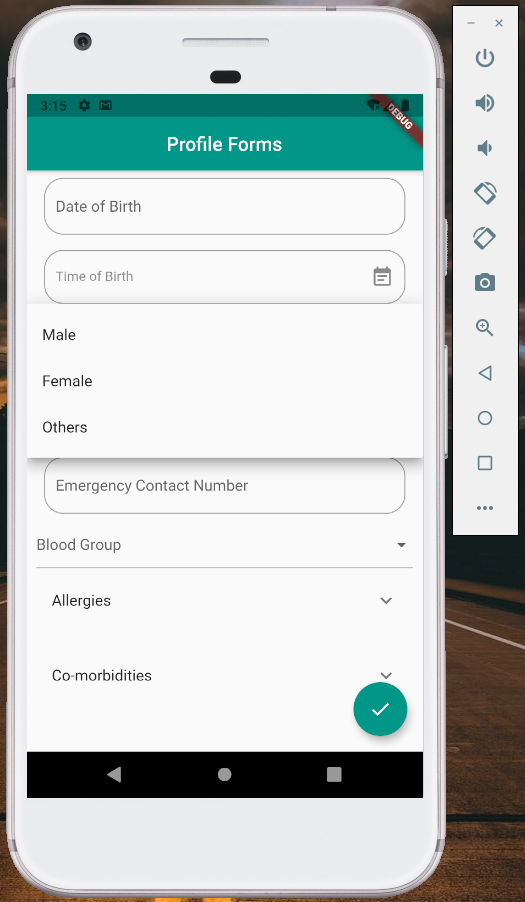 3:15
DEBUG
Profile Forms
Date of Birth
Time of Birth
Male
Female
Others
Emergency Contact Number
Blood Group
Allergies
Co-morbidities